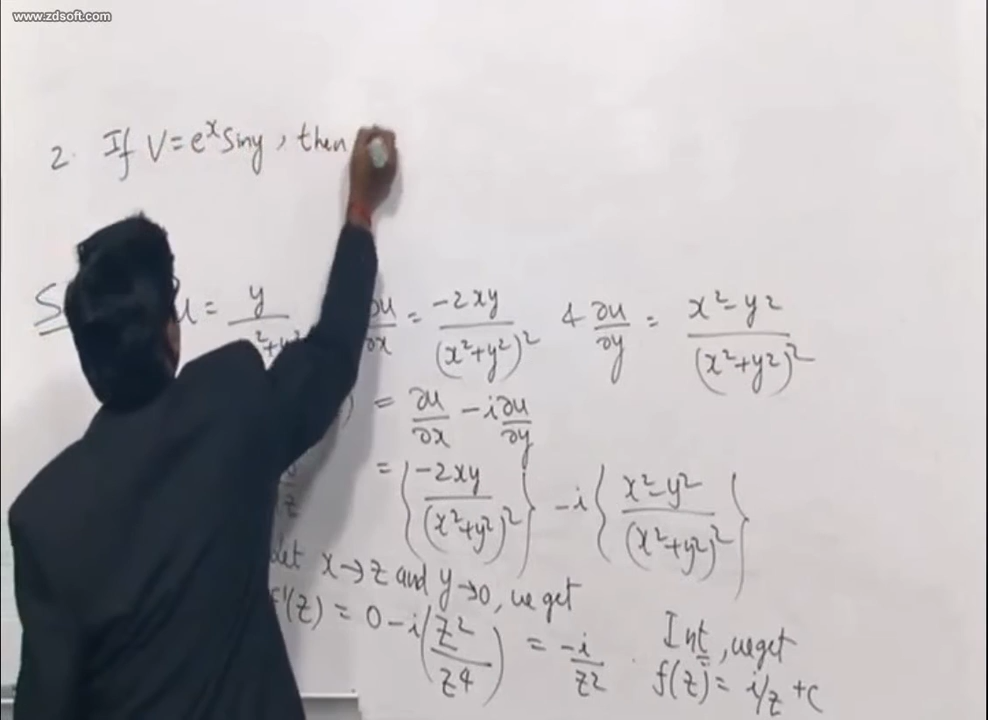 www.zdsoft.com
2. If V = e^x Siny, then
u = y / x²+y² ∂u/∂x = -2xy / (x²+y²)² & ∂u/∂y = x²-y² / (x²+y²)²
= ∂u/∂x - i ∂u/∂y
= { -2xy / (x²+y²)² } - i { x²-y² / (x²+y²)² }
let x→z and y→0, we get
f'(z) = 0 - i ( z² / z4 ) = -i / z2 . Int, we get
f(z) = i/z + c